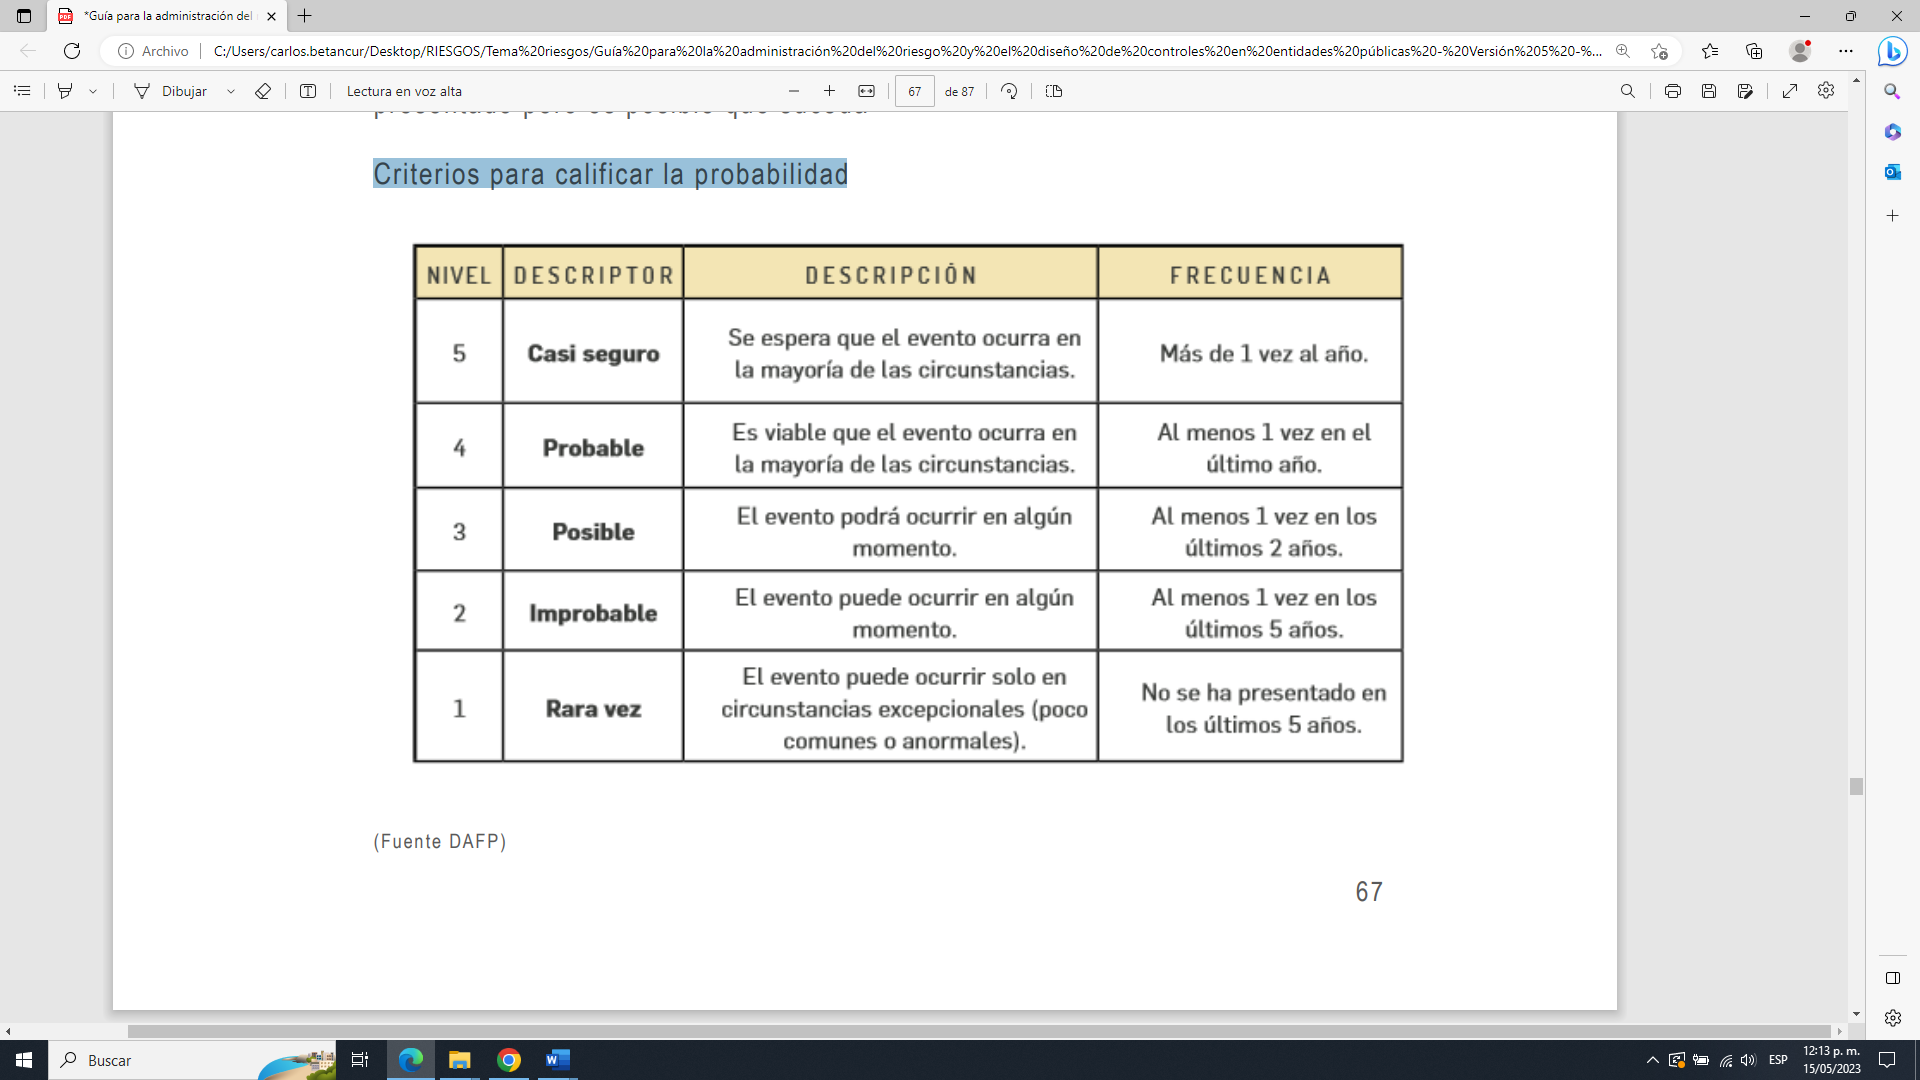 *Guía para la administración del
Archivo
C:/Users/carlos.betancur/Desktop/RIESGOS/Tema%20riesgos/Guía%20para%20la%20administración%20del%20riesgo%20y%20el%20diseño%20de%20controles%20en%20entidades%20públicas%20-%20Versión%205%20-%...
Dibujar
Lectura en voz alta
67
de 87
presentado pero es posible que suceda
Criterios para calificar la probabilidad
NIVEL DESCRIPTOR DESCRIPCIÓN FRECUENCIA
5
Casi seguro
Se espera que el evento ocurra en
la mayoría de las circunstancias.
Más de 1 vez al año.
4
Probable
Es viable que el evento ocurra en
la mayoría de las circunstancias.
Al menos 1 vez en el
último año.
3
Posible
El evento podrá ocurrir en algún
momento.
Al menos 1 vez en los
últimos 2 años.
2
Improbable
El evento puede ocurrir en algún
momento.
Al menos 1 vez en los
últimos 5 años.
1
Rara vez
El evento puede ocurrir solo en
circunstancias excepcionales (poco
comunes o anormales).
No se ha presentado en
los últimos 5 años.
(Fuente DAFP)
67
Buscar
ESP
12:13 p. m.
15/05/2023